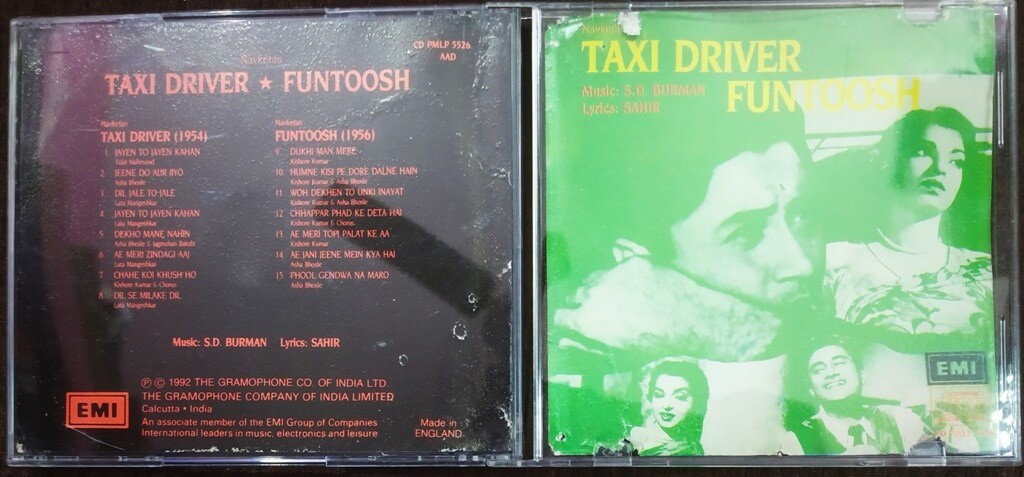 Navketan
CD PMLP 5526
AAD
TAXI DRIVER ★ FUNTOOSH
Navketan
TAXI DRIVER (1954)
1 JAYEN TO JAYEN KAHAN
Talat Mahmood
2 JEENE DO AUR JIYO
Asha Bhosle
3 DIL JALE TO JALE
Lata Mangeshkar
4 JAYEN TO JAYEN KAHAN
Lata Mangeshkar
5 DEKHO MANE NAHIN
Asha Bhosle & Jagmohan Bakshi
6 AE MERI ZINDAGI AAJ
Lata Mangeshkar
7 CHAHE KOI KHUSH HO
Kishore Kumar & Chorus
8 DIL SE MILAKE DIL
Lata Mangeshkar
Navketan
FUNTOOSH (1956)
9 DUKHI MAN MERE
Kishore Kumar
10 HUMNE KISI PE DORE DALNE HAIN
Kishore Kumar & Asha Bhosle
11 WOH DEKHEN TO UNKI INAYAT
Kishore Kumar & Asha Bhosle
12 CHHAPPAR PHAD KE DETA HAI
Kishore Kumar & Chorus
13 AE MERI TOPI PALAT KE AA
Kishore Kumar
14 AE JANI JEENE MEIN KYA HAI
Asha Bhosle
15 PHOOL GENDWA NA MARO
Asha Bhosle
Music: S.D. BURMAN Lyrics: SAHIR
Ⓟ © 1992 THE GRAMOPHONE CO. OF INDIA LTD.
THE GRAMOPHONE COMPANY OF INDIA LIMITED
Calcutta • India
An associate member of the EMI Group of Companies
International leaders in music, electronics and leisure
EMI
Made in
ENGLAND
Navketan
TAXI DRIVER
FUNTOOSH
Music: S.D. BURMAN
Lyrics: SAHIR
EMI